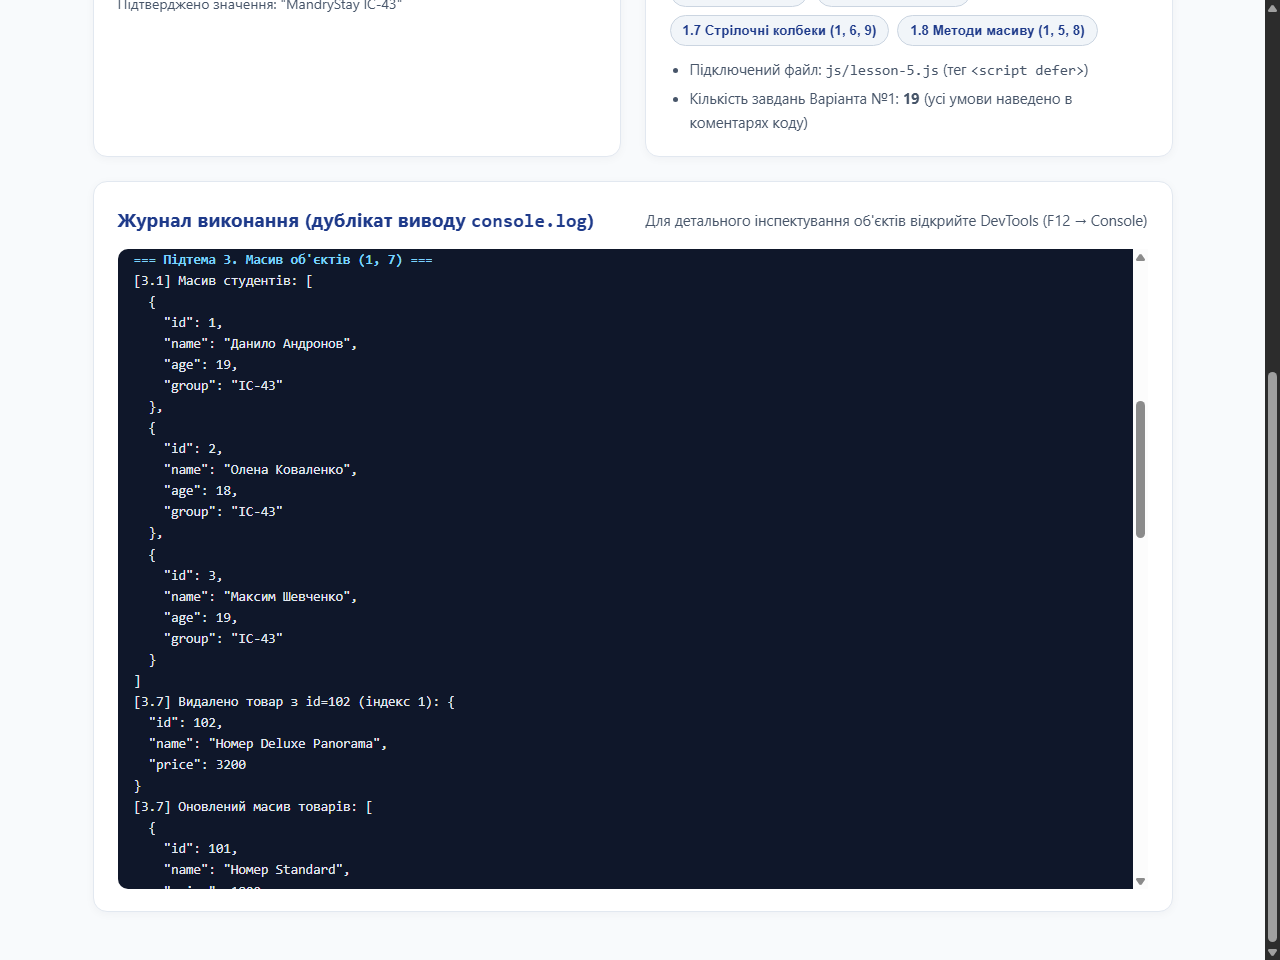 Підтверджено значення: "MandryStay ІС-43"
1.7 Стрілочні колбеки (1, 6, 9)
1.8 Методи масиву (1, 5, 8)
• Підключений файл: js/lesson-5.js (тег <script defer>)
• Кількість завдань Варіанта №1: 19 (усі умови наведено в
коментарях коду)
Журнал виконання (дублікат виводу console.log)
Для детального інспектування об'єктів відкрийте DevTools (F12 → Console)
=== Підтема 3. Масив об'єктів (1, 7) ===
[3.1] Масив студентів: [
  {
    "id": 1,
    "name": "Данило Андронов",
    "age": 19,
    "group": "ІС-43"
  },
  {
    "id": 2,
    "name": "Олена Коваленко",
    "age": 18,
    "group": "ІС-43"
  },
  {
    "id": 3,
    "name": "Максим Шевченко",
    "age": 19,
    "group": "ІС-43"
  }
]
[3.7] Видалено товар з id=102 (індекс 1): {
  "id": 102,
  "name": "Номер Deluxe Panorama",
  "price": 3200
}
[3.7] Оновлений масив товарів: [
  {
    "id": 101,
    "name": "Номер Standard",